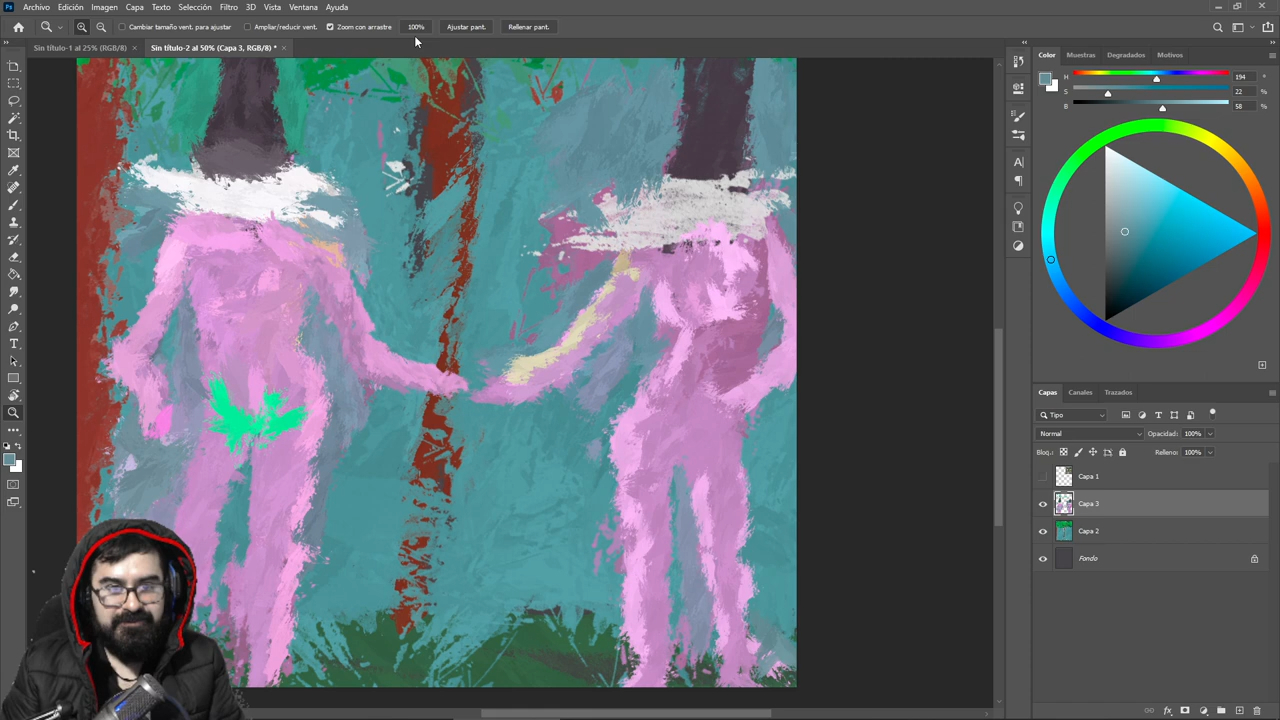 Ps Archivo Edición Imagen Capa Texto Selección Filtro 3D Vista Ventana Ayuda
Cambiar tamaño vent. para ajustar Ampliar/reducir vent. Zoom con arrastre 100% Ajustar pant. Rellenar pant.
Sin título-1 al 25% (RGB/8) × Sin título-2 al 50% (Capa 3, RGB/8) * ×
Color Muestras Degradados Motivos
H 194 °
S 22 %
B 58 %
Capas Canales Trazados
Tipo
Normal Opacidad: 100%
Bloq.: Relleno: 100%
Capa 1
Capa 3
Capa 2
Fondo